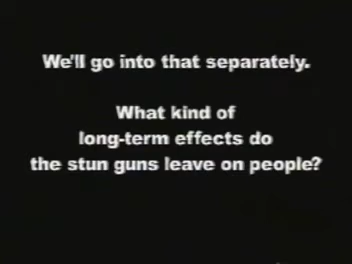 We'll go into that separately.
What kind of
long-term effects do
the stun guns leave on people?